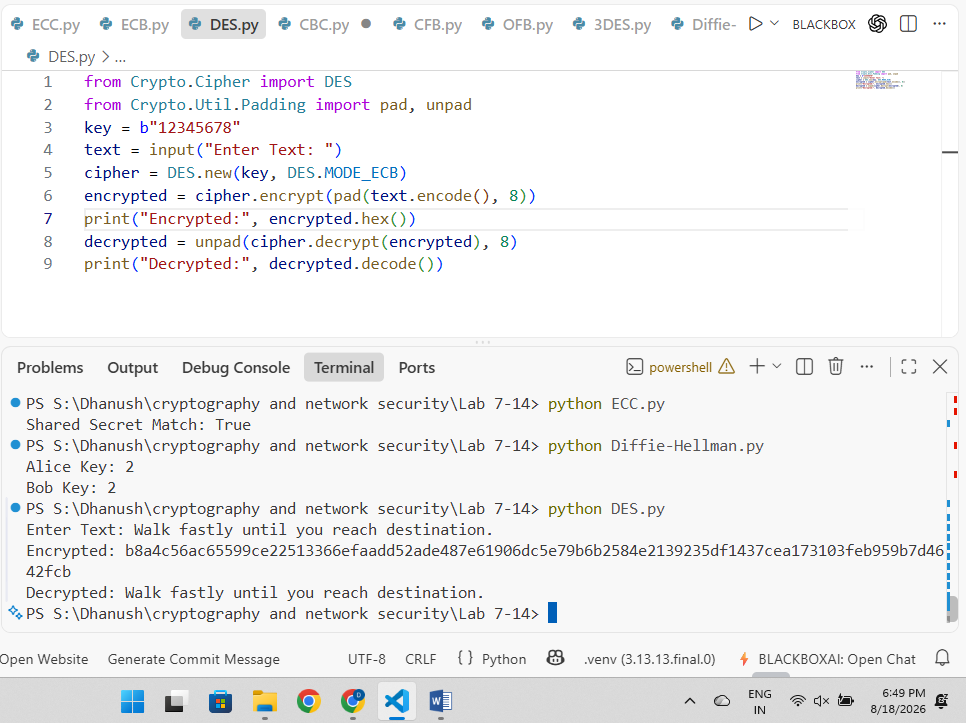 ECC.py ECB.py DES.py CBC.py CFB.py OFB.py 3DES.py Diffie- BLACKBOX
DES.py > ...
1 from Crypto.Cipher import DES
2 from Crypto.Util.Padding import pad, unpad
3 key = b"12345678"
4 text = input("Enter Text: ")
5 cipher = DES.new(key, DES.MODE_ECB)
6 encrypted = cipher.encrypt(pad(text.encode(), 8))
7 print("Encrypted:", encrypted.hex())
8 decrypted = unpad(cipher.decrypt(encrypted), 8)
9 print("Decrypted:", decrypted.decode())
Problems Output Debug Console Terminal Ports powershell
PS S:\Dhanush\cryptography and network security\Lab 7-14> python ECC.py
Shared Secret Match: True
PS S:\Dhanush\cryptography and network security\Lab 7-14> python Diffie-Hellman.py
Alice Key: 2
Bob Key: 2
PS S:\Dhanush\cryptography and network security\Lab 7-14> python DES.py
Enter Text: Walk fastly until you reach destination.
Encrypted: b8a4c56ac65599ce22513366efaadd52ade487e61906dc5e79b6b2584e2139235df1437cea173103feb959b7d46
42fcb
Decrypted: Walk fastly until you reach destination.
PS S:\Dhanush\cryptography and network security\Lab 7-14>
Open Website Generate Commit Message UTF-8 CRLF {} Python .venv (3.13.13.final.0) BLACKBOXAI: Open Chat
ENG 6:49 PM
IN 8/18/2026